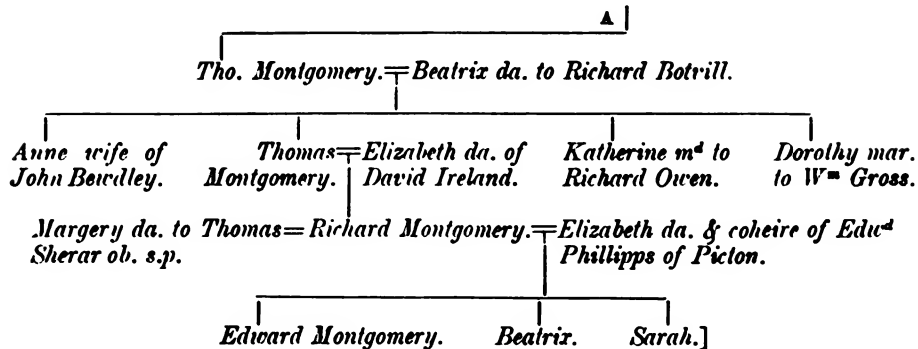 A
Tho. Montgomery.=Beatrix da. to Richard Botrill.
Anne wife of John Bewdley.
Thomas Montgomery.=Elizabeth da. of David Ireland.
Katherine mᵈ to Richard Owen.
Dorothy mar. to Wᵐ Gross.
Margery da. to Thomas Sherar ob. s.p.=Richard Montgomery.=Elizabeth da. & coheire of Edwᵈ Phillipps of Picton.
Edward Montgomery. Beatrix. Sarah.]